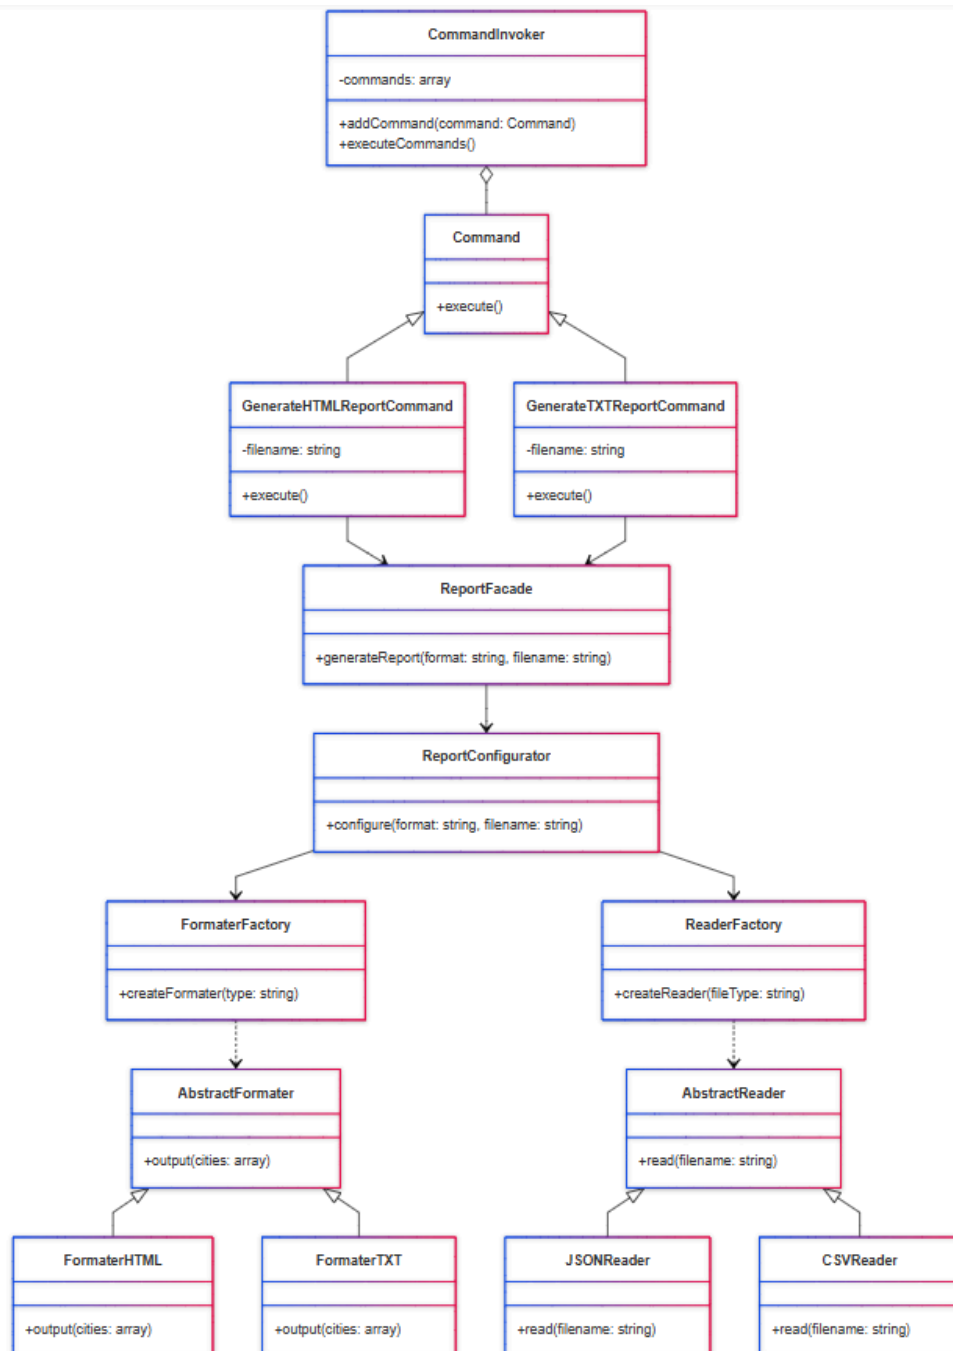 CommandInvoker
-commands: array
+addCommand(command: Command)
+executeCommands()
Command
+execute()
GenerateHTMLReportCommand
-filename: string
+execute()
GenerateTXTReportCommand
-filename: string
+execute()
ReportFacade
+generateReport(format: string, filename: string)
ReportConfigurator
+configure(format: string, filename: string)
FormaterFactory
+createFormater(type: string)
ReaderFactory
+createReader(fileType: string)
AbstractFormater
+output(cities: array)
AbstractReader
+read(filename: string)
FormaterHTML
+output(cities: array)
FormaterTXT
+output(cities: array)
JSONReader
+read(filename: string)
CSVReader
+read(filename: string)